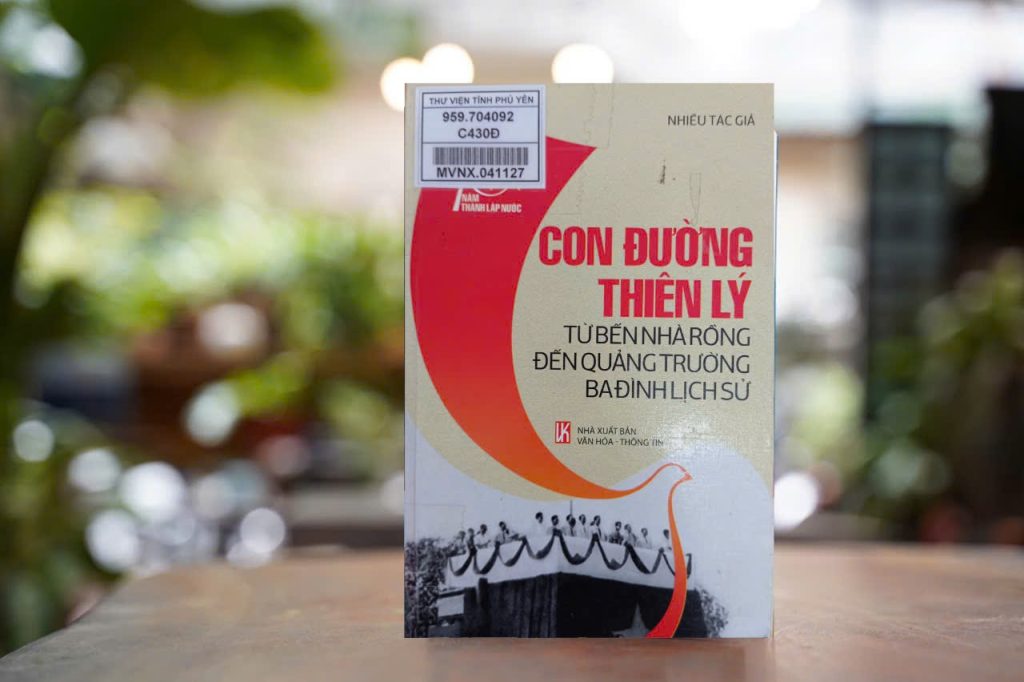 THƯ VIỆN TỈNH PHÚ YÊN
959.704092
C430Đ
MVNX.041127
NĂM
THÀNH LẬP NƯỚC
NHIỀU TÁC GIẢ
CON ĐƯỜNG
THIÊN LÝ
TỪ BẾN NHÀ RỒNG
ĐẾN QUẢNG TRƯỜNG
BA ĐÌNH LỊCH SỬ
NHÀ XUẤT BẢN
VĂN HÓA - THÔNG TIN